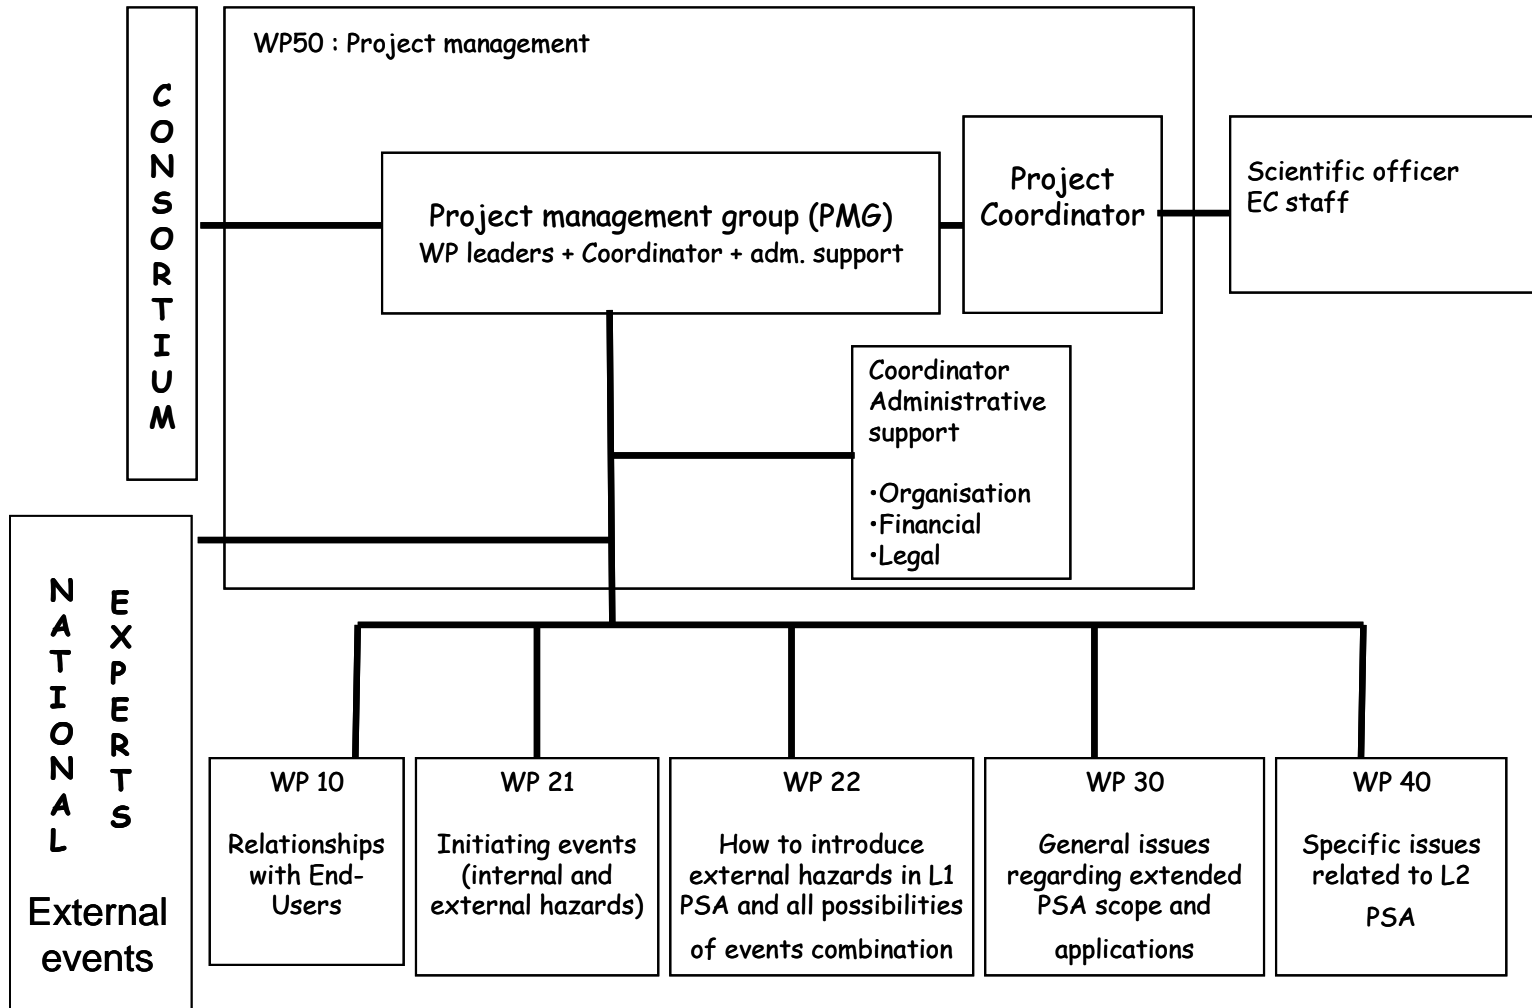 WP50 : Project management
CONSORTIUM
Project management group (PMG)
WP leaders + Coordinator + adm. support
Project
Coordinator
Scientific officer
EC staff
Coordinator
Administrative
support
•Organisation
•Financial
•Legal
NATIONAL
EXPERTS
External
events
WP 10
Relationships
with End-
Users
WP 21
Initiating events
(internal and
external hazards)
WP 22
How to introduce
external hazards in L1
PSA and all possibilities
of events combination
WP 30
General issues
regarding extended
PSA scope and
applications
WP 40
Specific issues
related to L2
PSA